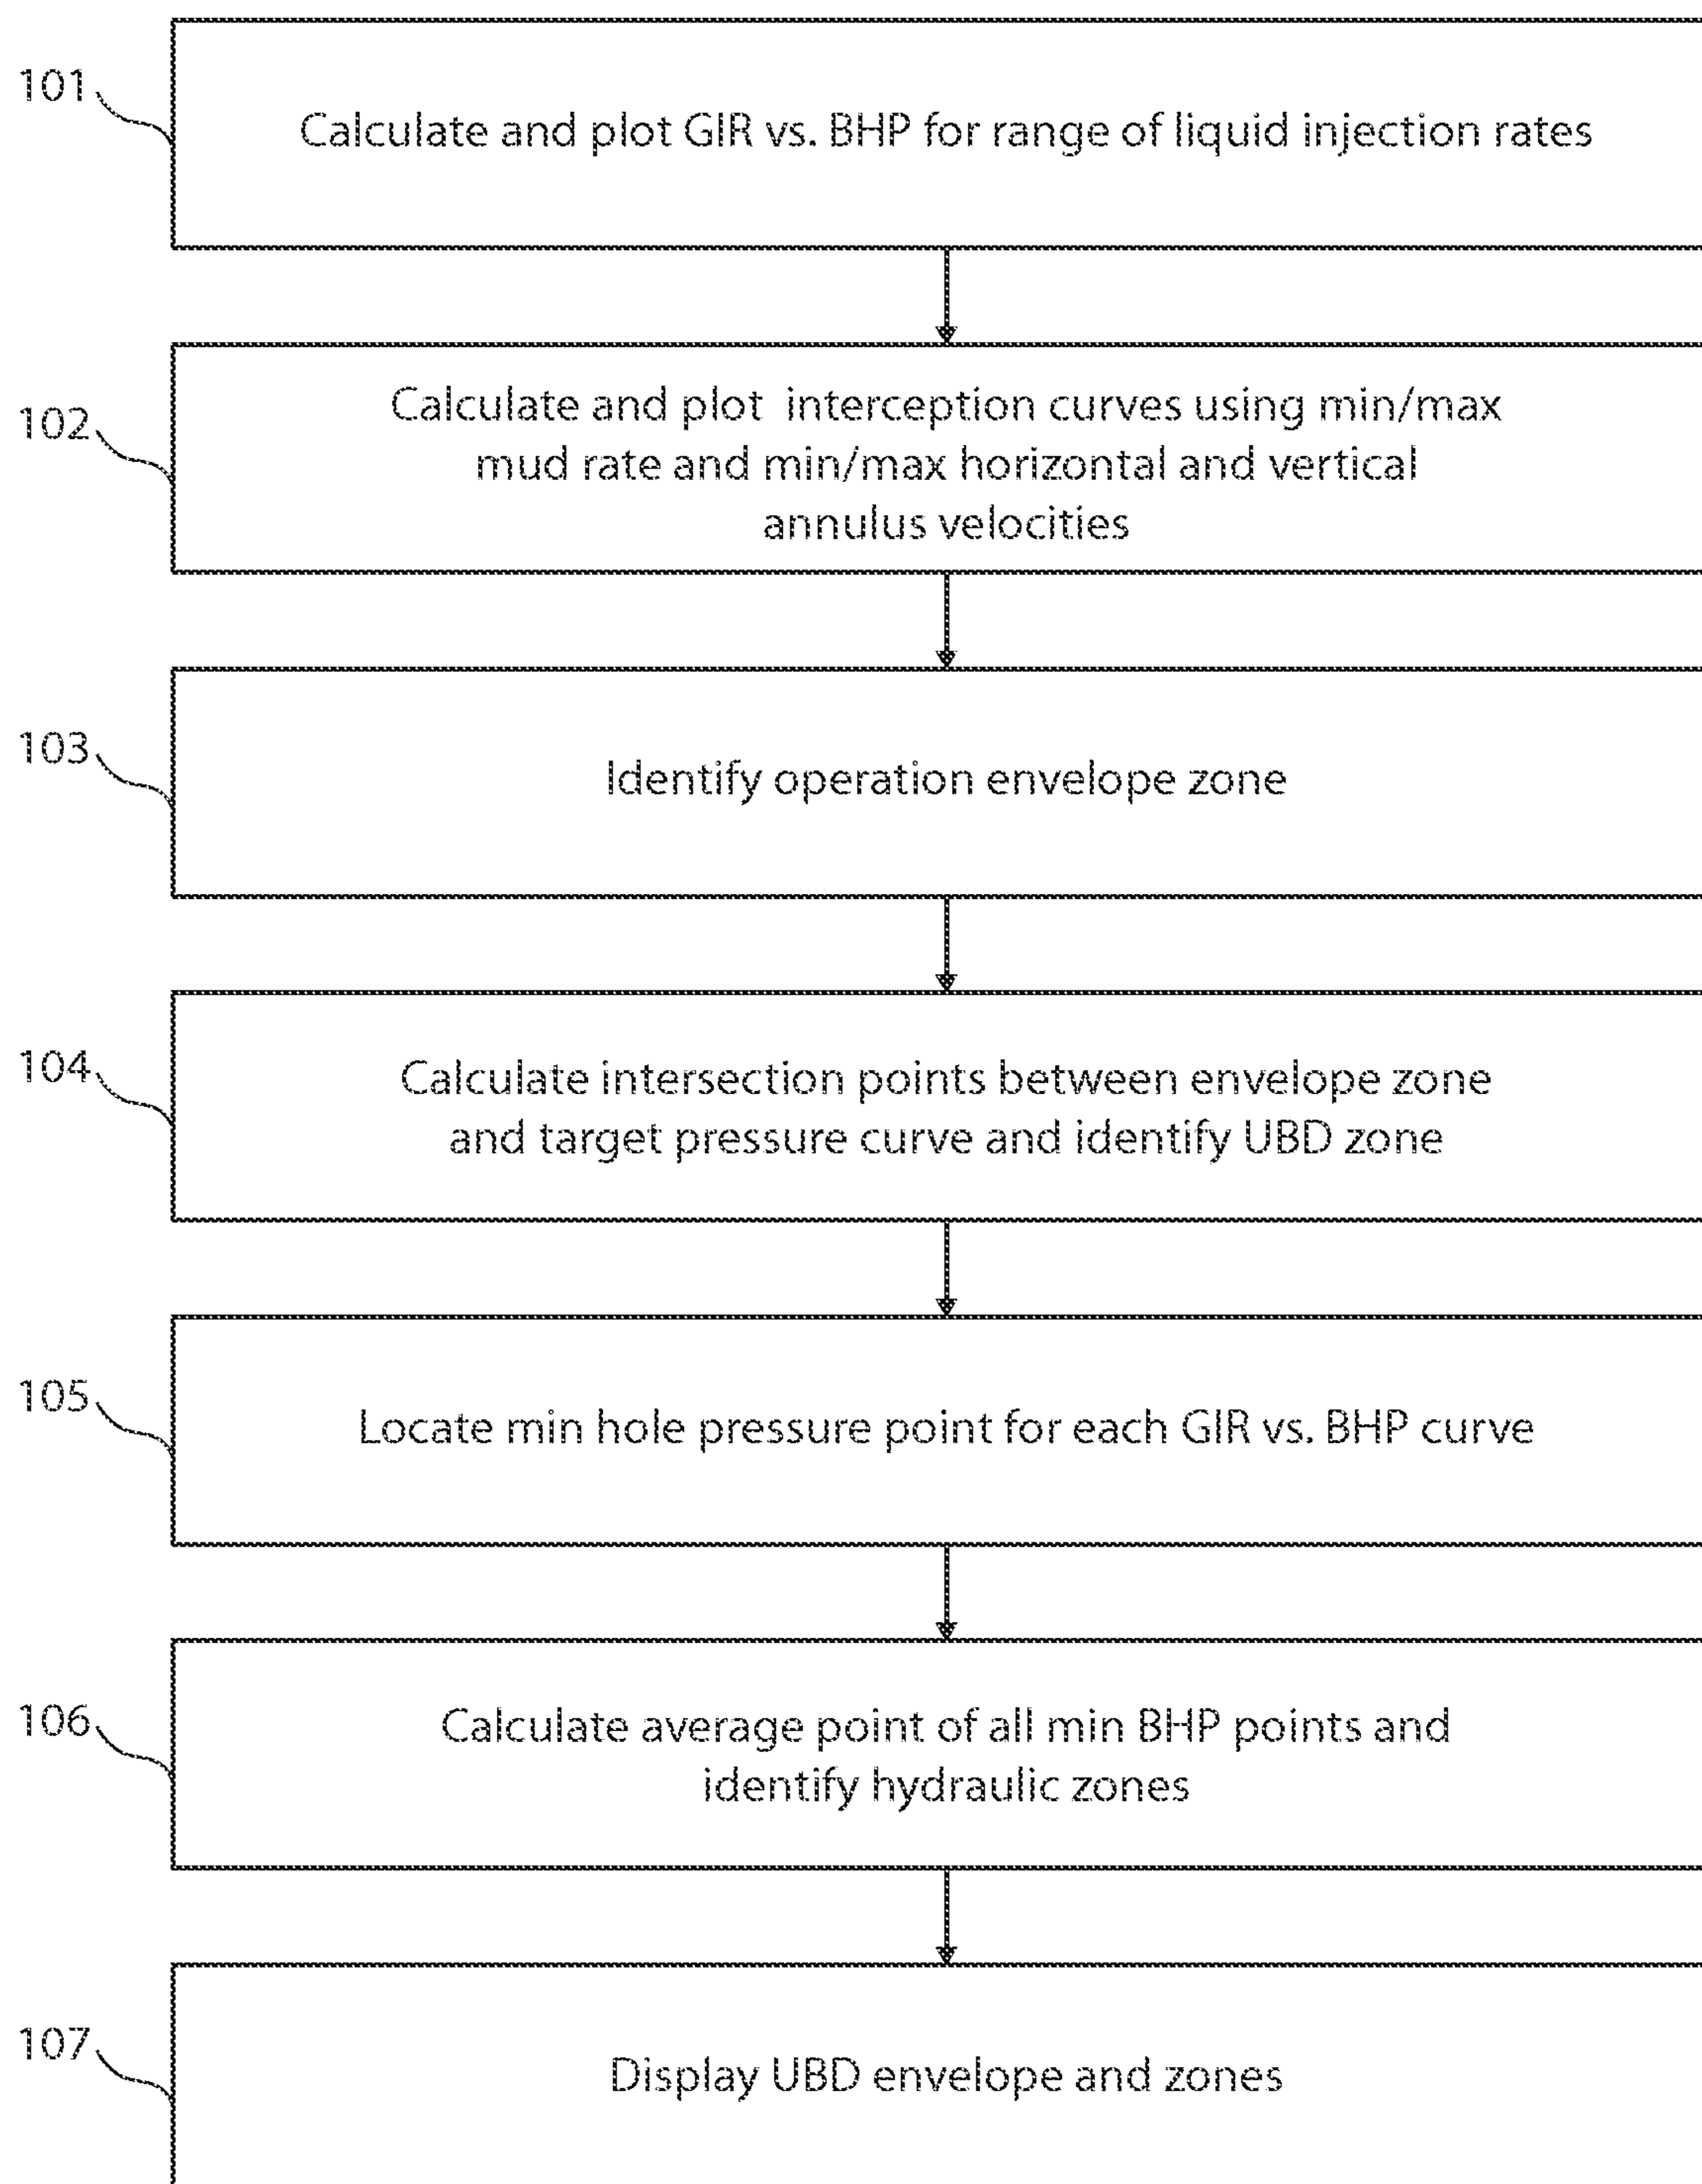 101
Calculate and plot GIR vs. BHP for range of liquid injection rates
102
Calculate and plot interception curves using min/max
mud rate and min/max horizontal and vertical
annulus velocities
103
Identify operation envelope zone
104
Calculate intersection points between envelope zone
and target pressure curve and identify UBD zone
105
Locate min hole pressure point for each GIR vs. BHP curve
106
Calculate average point of all min BHP points and
identify hydraulic zones
107
Display UBD envelope and zones